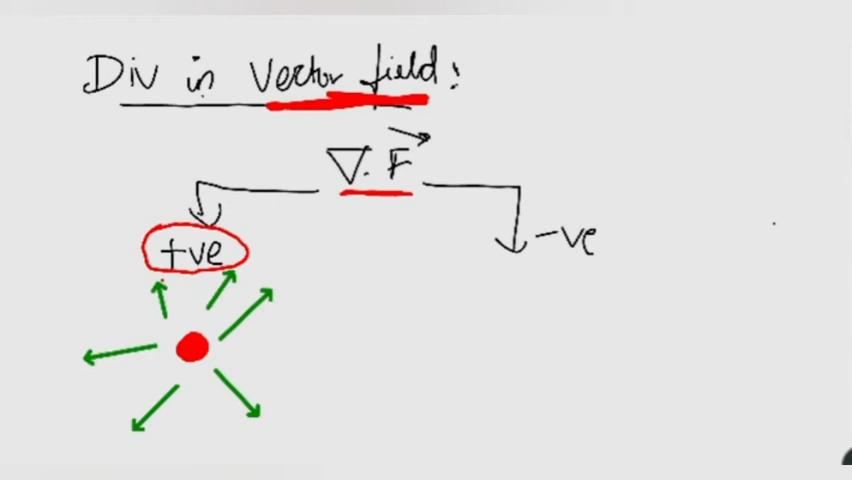 Div in Vector field:
∇. F⃗
+ve
-ve